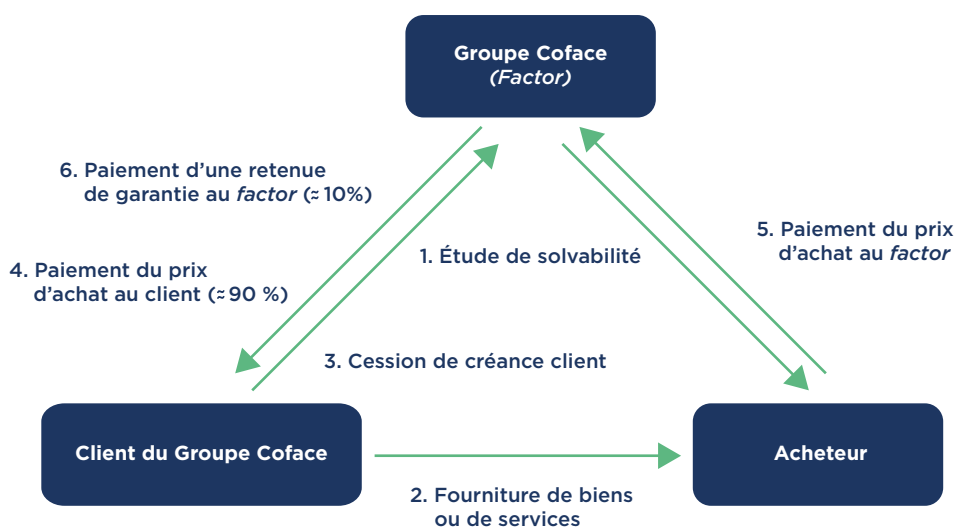 Groupe Coface
(Factor)
6. Paiement d’une retenue
de garantie au factor (≈ 10%)
5. Paiement du prix
d’achat au factor
1. Étude de solvabilité
4. Paiement du prix
d’achat au client (≈ 90 %)
3. Cession de créance client
Client du Groupe Coface
Acheteur
2. Fourniture de biens
ou de services